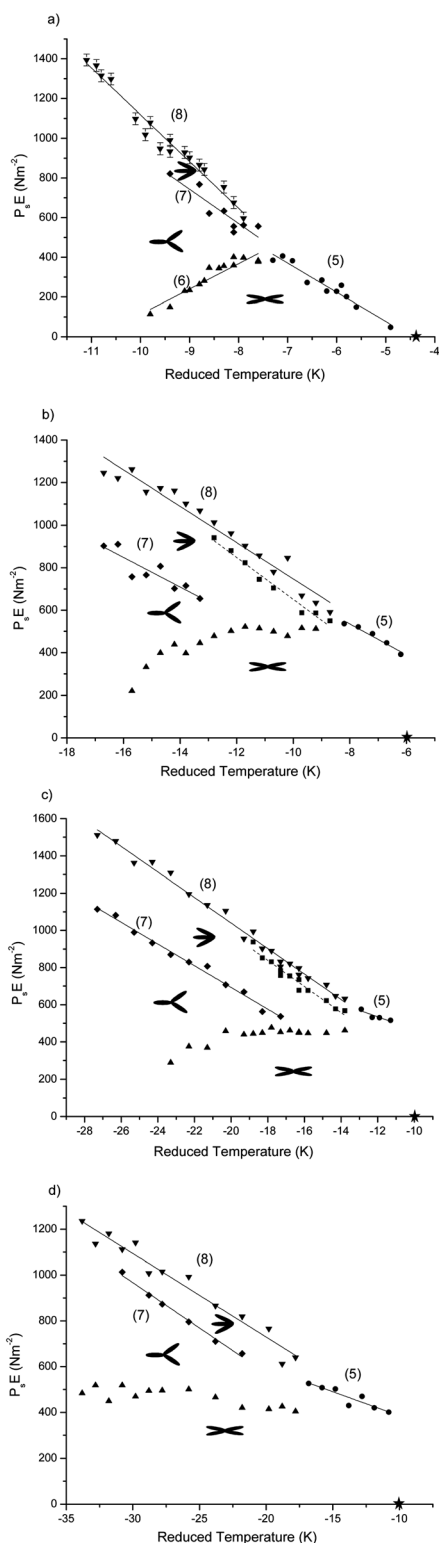 a)
1400
1200
1000
800
600
400
200
0
PsE (Nm-2)
(8)
(7)
(6)
(5)
-11 -10 -9 -8 -7 -6 -5 -4
Reduced Temperature (K)
b)
1400
1200
1000
800
600
400
200
0
PsE (Nm-2)
(8)
(7)
(5)
-18 -16 -14 -12 -10 -8 -6
Reduced Temperature (K)
c)
1600
1400
1200
1000
800
600
400
200
0
PsE (Nm-2)
(8)
(7)
(5)
-28 -26 -24 -22 -20 -18 -16 -14 -12 -10
Reduced Temperature (K)
d)
1200
1000
800
600
400
200
0
PsE (Nm-2)
(8)
(7)
(5)
-35 -30 -25 -20 -15 -10
Reduced Temperature (K)